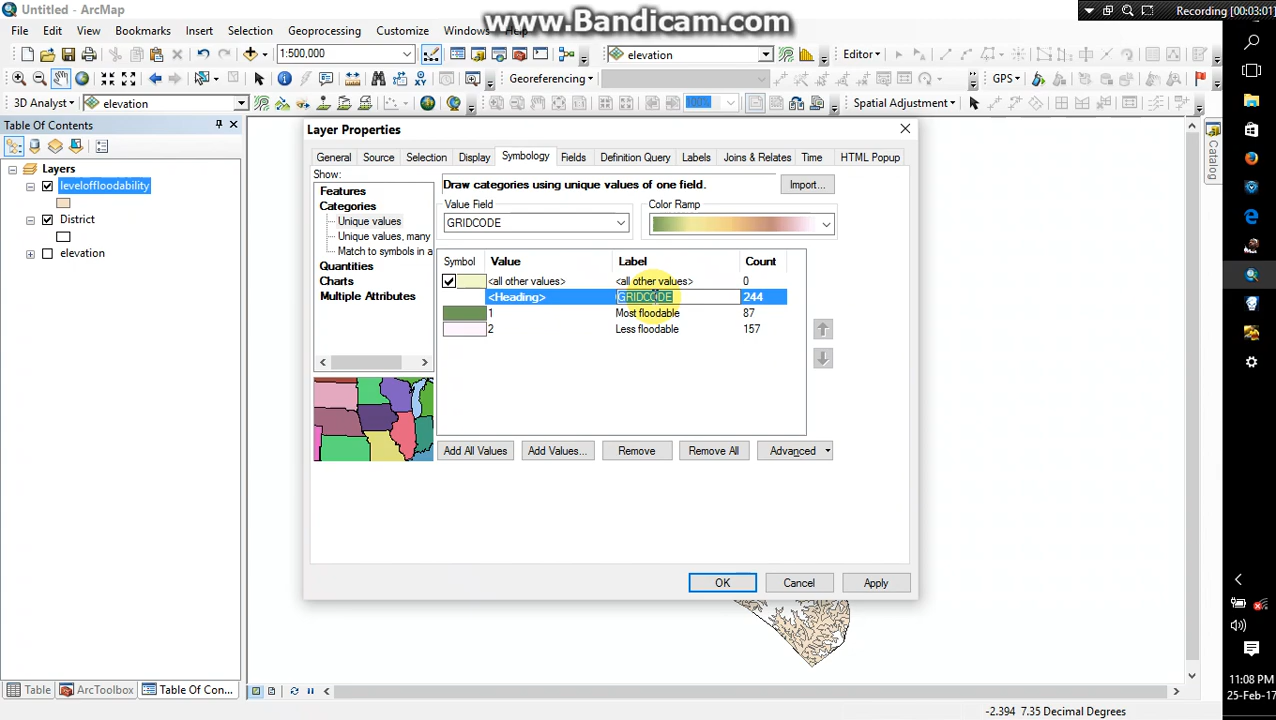 Untitled - ArcMap
www.Bandicam.com
Recording [00:03:01]
File Edit View Bookmarks Insert Selection Geoprocessing Customize Windows
1:500,000
elevation
Editor
Georeferencing
GPS
3D Analyst
elevation
100%
Spatial Adjustment
Table Of Contents
Layers
leveloffloodability
District
elevation
Catalog
Layer Properties
General Source Selection Display Symbology Fields Definition Query Labels Joins & Relates Time HTML Popup
Show:
Features
Categories
Unique values
Unique values, many
Match to symbols in a
Quantities
Charts
Multiple Attributes
Draw categories using unique values of one field.
Import...
Value Field
GRIDCODE
Color Ramp
Symbol Value Label Count
<all other values> <all other values> 0
<Heading> GRIDCODE 244
1 Most floodable 87
2 Less floodable 157
Add All Values Add Values... Remove Remove All Advanced
OK Cancel Apply
Table ArcToolbox Table Of Con...
-2.394 7.35 Decimal Degrees
11:08 PM
25-Feb-17